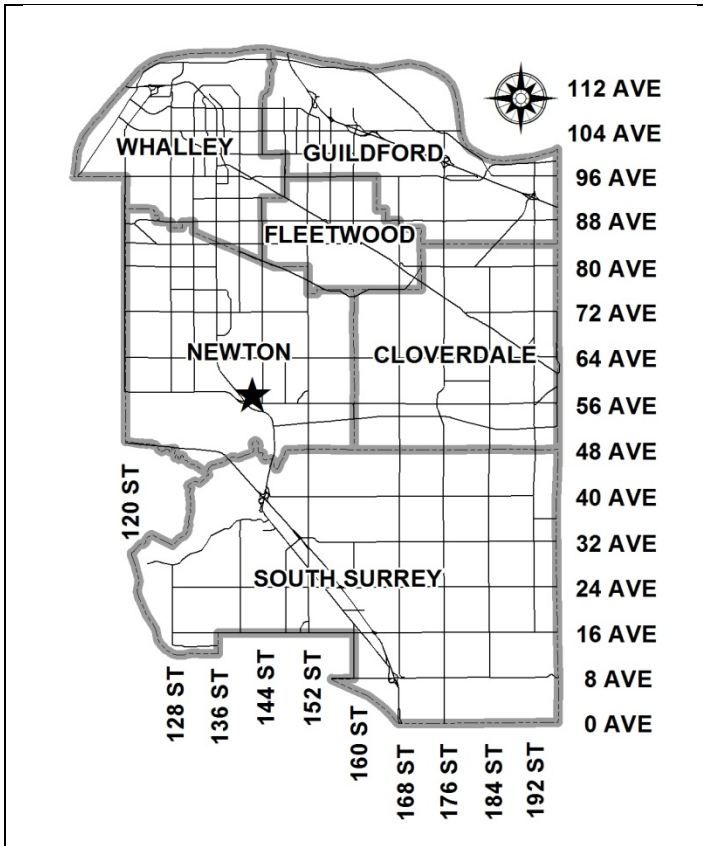 112 AVE
104 AVE
WHALLEY
GUILDFORD
96 AVE
88 AVE
FLEETWOOD
80 AVE
72 AVE
NEWTON
CLOVERDALE
64 AVE
56 AVE
48 AVE
120 ST
40 AVE
32 AVE
SOUTH SURREY
24 AVE
16 AVE
8 AVE
0 AVE
128 ST
136 ST
144 ST
152 ST
160 ST
168 ST
176 ST
184 ST
192 ST